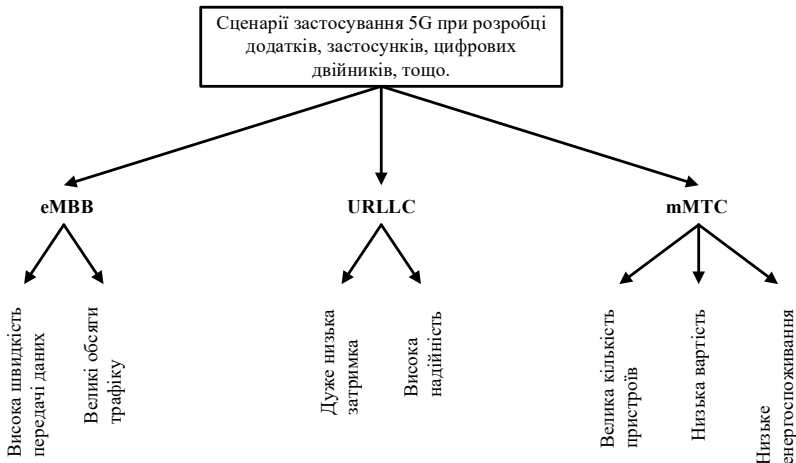 Сценарії застосування 5G при розробці
додатків, застосунків, цифрових
двійників, тощо.
eMBB
URLLC
mMTC
Висока швидкість
передачі даних
Великі обсяги
трафіку
Дуже низька
затримка
Висока
надійність
Велика кількість
пристроїв
Низька вартість
Низьке
енергоспоживання